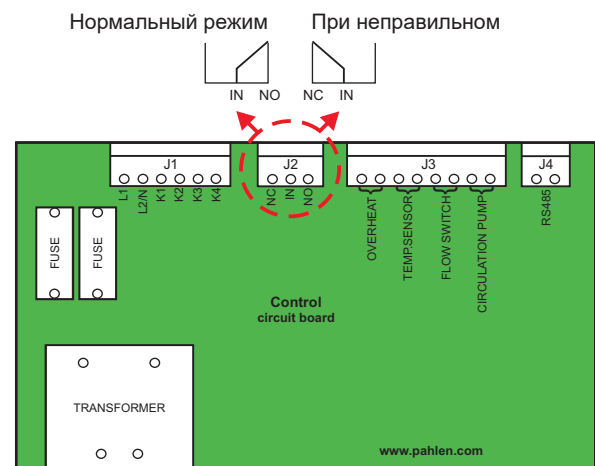 Нормальный режим
При неправильном
IN NO
NC IN
J1
J2
J3
J4
L1
L2/N
K1
K2
K3
K4
NC
IN
NO
OVERHEAT
TEMP.SENSOR
FLOW SWITCH
CIRCULATION PUMP
RS485
FUSE
FUSE
Control
circuit board
TRANSFORMER
www.pahlen.com